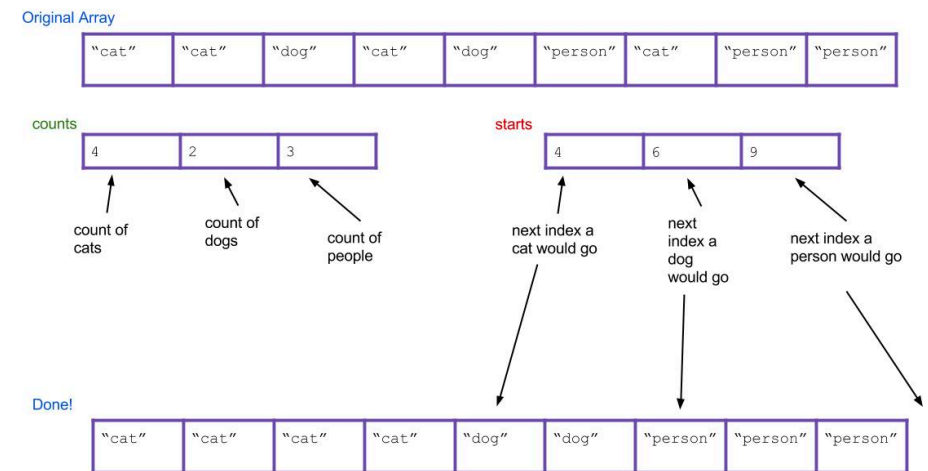 Original Array
“cat” “cat” “dog” “cat” “dog” “person” “cat” “person” “person”
counts
starts
4 2 3
4 6 9
count of
cats
count of
dogs
count of
people
next index a
cat would go
next
index a
dog
would go
next index a
person would go
Done!
“cat” “cat” “cat” “cat” “dog” “dog” “person” “person” “person”